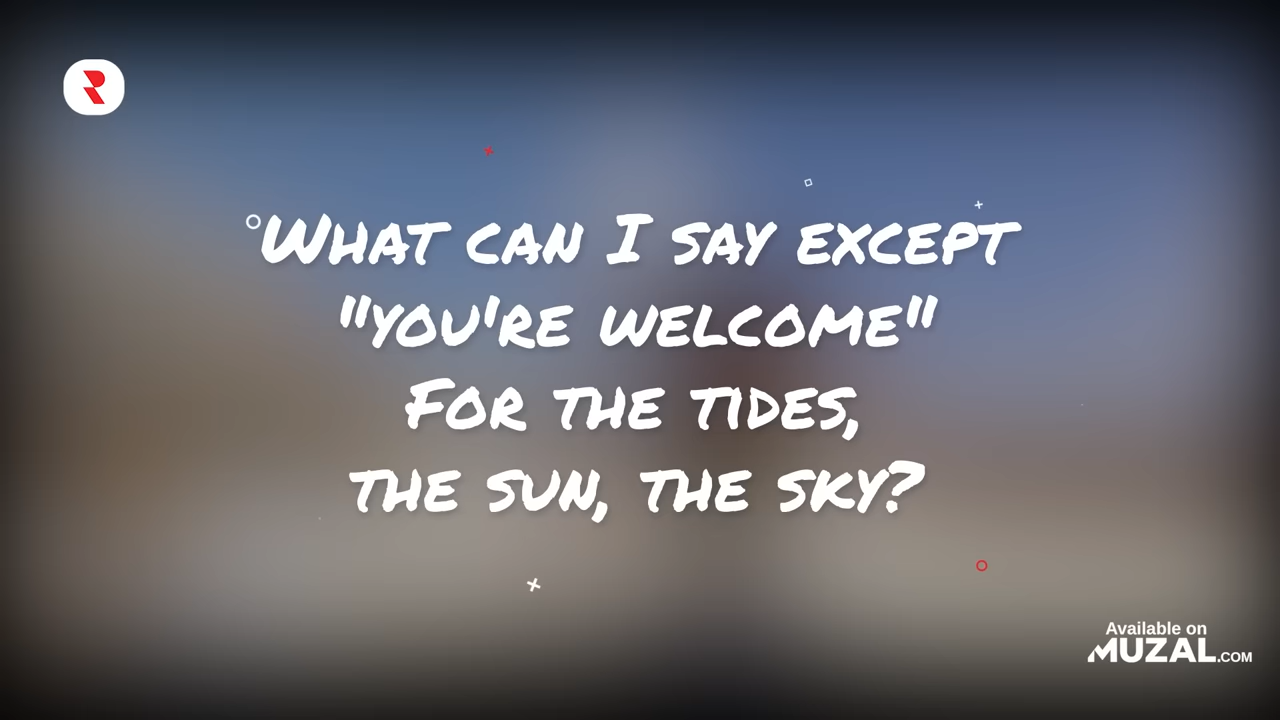 What can I say except
"you're welcome"
For the tides,
the sun, the sky?
Available on
MUZAL.COM